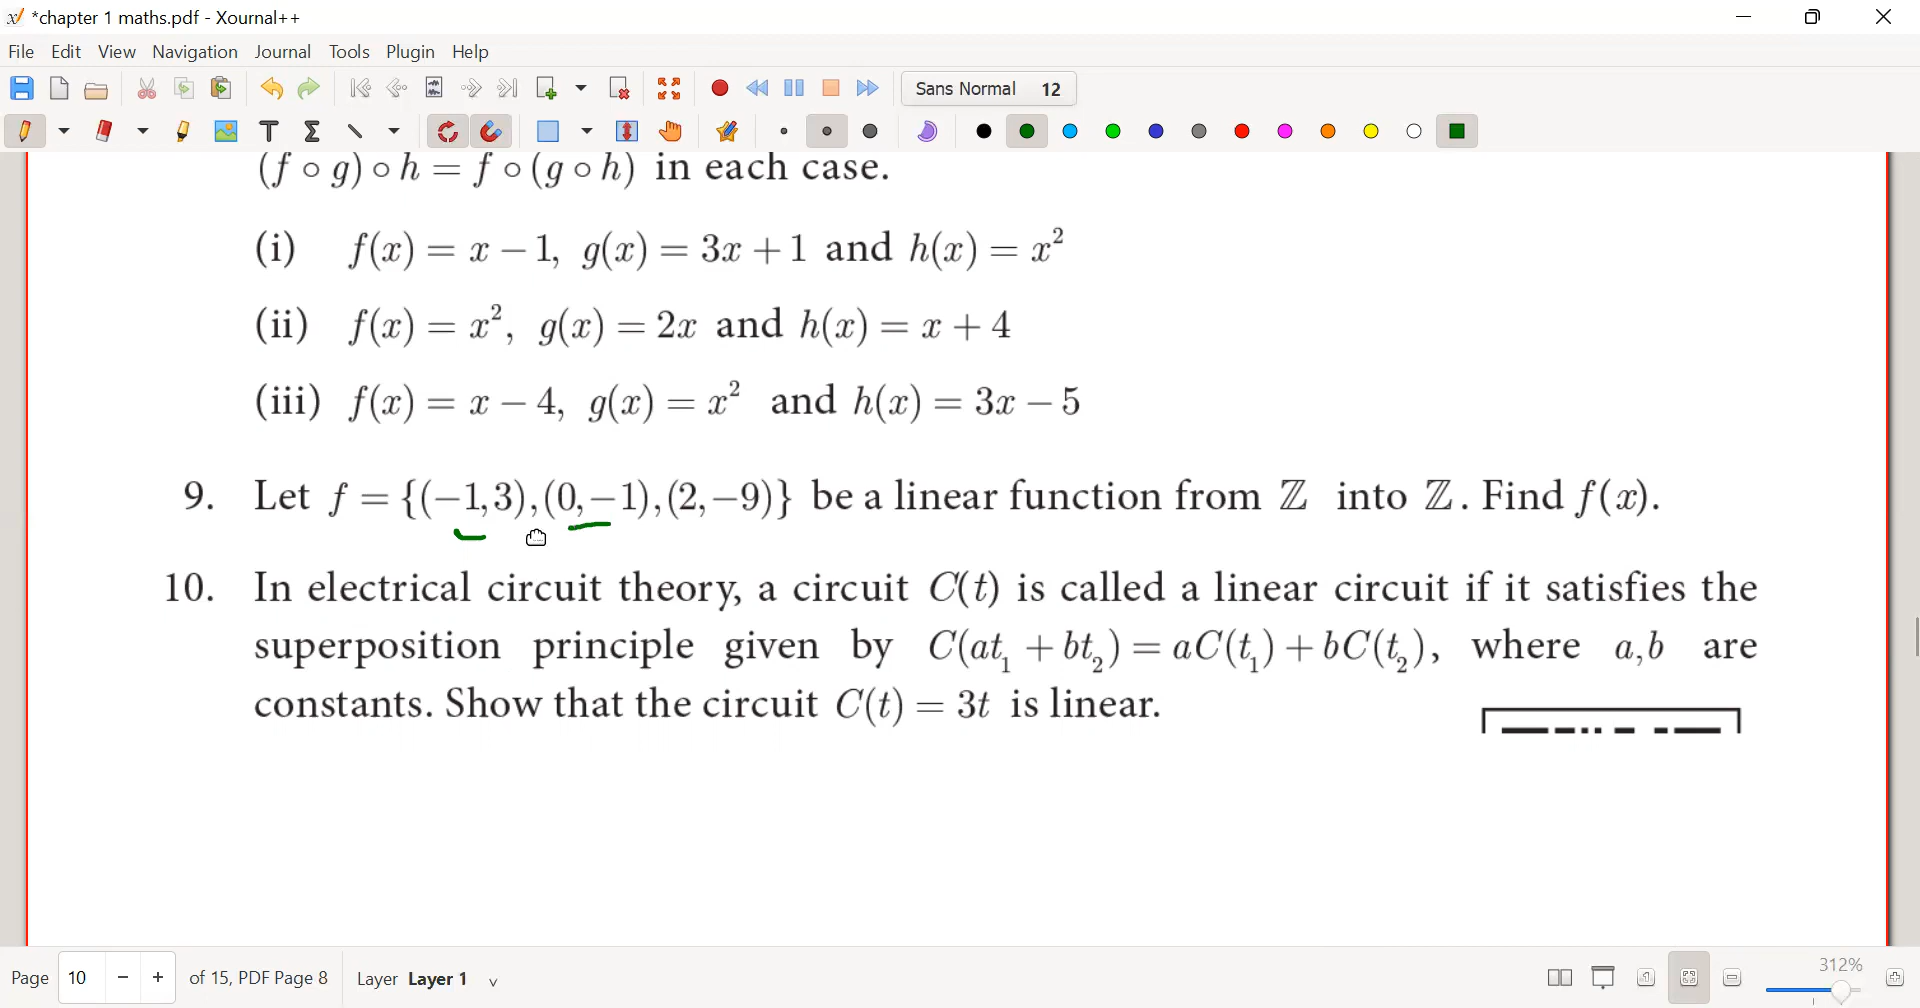 *chapter 1 maths.pdf - Xournal++
File Edit View Navigation Journal Tools Plugin Help
Sans Normal 12
(f ∘ g) ∘ h = f ∘ (g ∘ h) in each case.
(i) f(x) = x − 1, g(x) = 3x + 1 and h(x) = x²
(ii) f(x) = x², g(x) = 2x and h(x) = x + 4
(iii) f(x) = x − 4, g(x) = x² and h(x) = 3x − 5
9. Let f = {(−1,3),(0,−1),(2,−9)} be a linear function from ℤ into ℤ. Find f(x).
10. In electrical circuit theory, a circuit C(t) is called a linear circuit if it satisfies the
superposition principle given by C(at₁ + bt₂) = aC(t₁) + bC(t₂), where a,b are
constants. Show that the circuit C(t) = 3t is linear.
Page 10 − + of 15, PDF Page 8 Layer Layer 1 312%